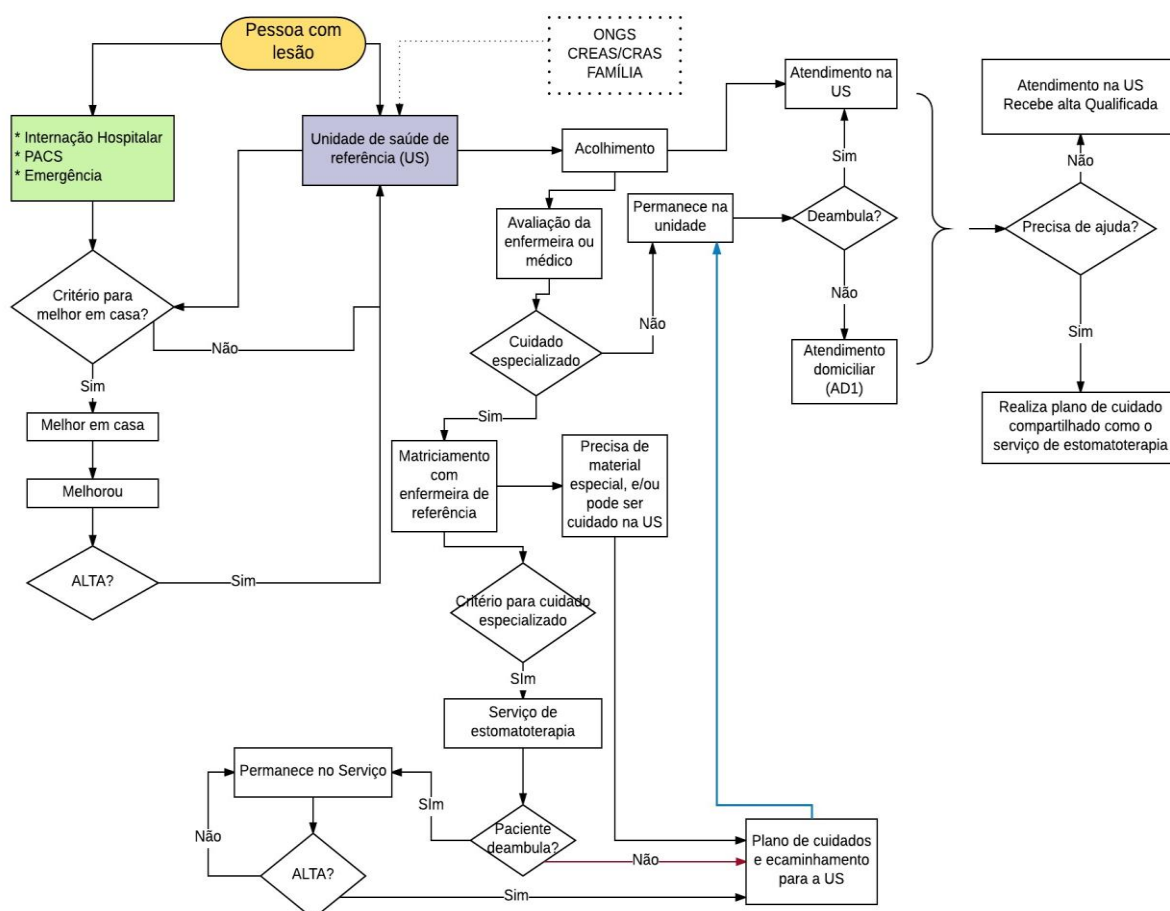 Pessoa com
lesão
ONGS
CREAS/CRAS
FAMÍLIA
* Internação Hospitalar
* PACS
* Emergência
Unidade de saúde de
referência (US)
Acolhimento
Atendimento na
US
Atendimento na US
Recebe alta Qualificada
Avaliação da
enfermeira ou
médico
Permanece na
unidade
Sim
Deambula?
Não
Precisa de ajuda?
Critério para
melhor em casa?
Não
Cuidado
especializado
Não
Não
Atendimento
domiciliar
(AD1)
Sim
Realiza plano de cuidado
compartilhado como o
serviço de estomatoterapia
Sim
Melhor em casa
Melhorou
ALTA?
Sim
Sim
Matriciamento
com
enfermeira de
referência
Precisa de
material
especial, e/ou
pode ser
cuidado na US
Critério para cuidado
especializado
SIm
Serviço de
estomatoterapia
Permanece no Serviço
SIm
Paciente
deambula?
Não
Não
ALTA?
Sim
Plano de cuidados
e ecaminhamento
para a US